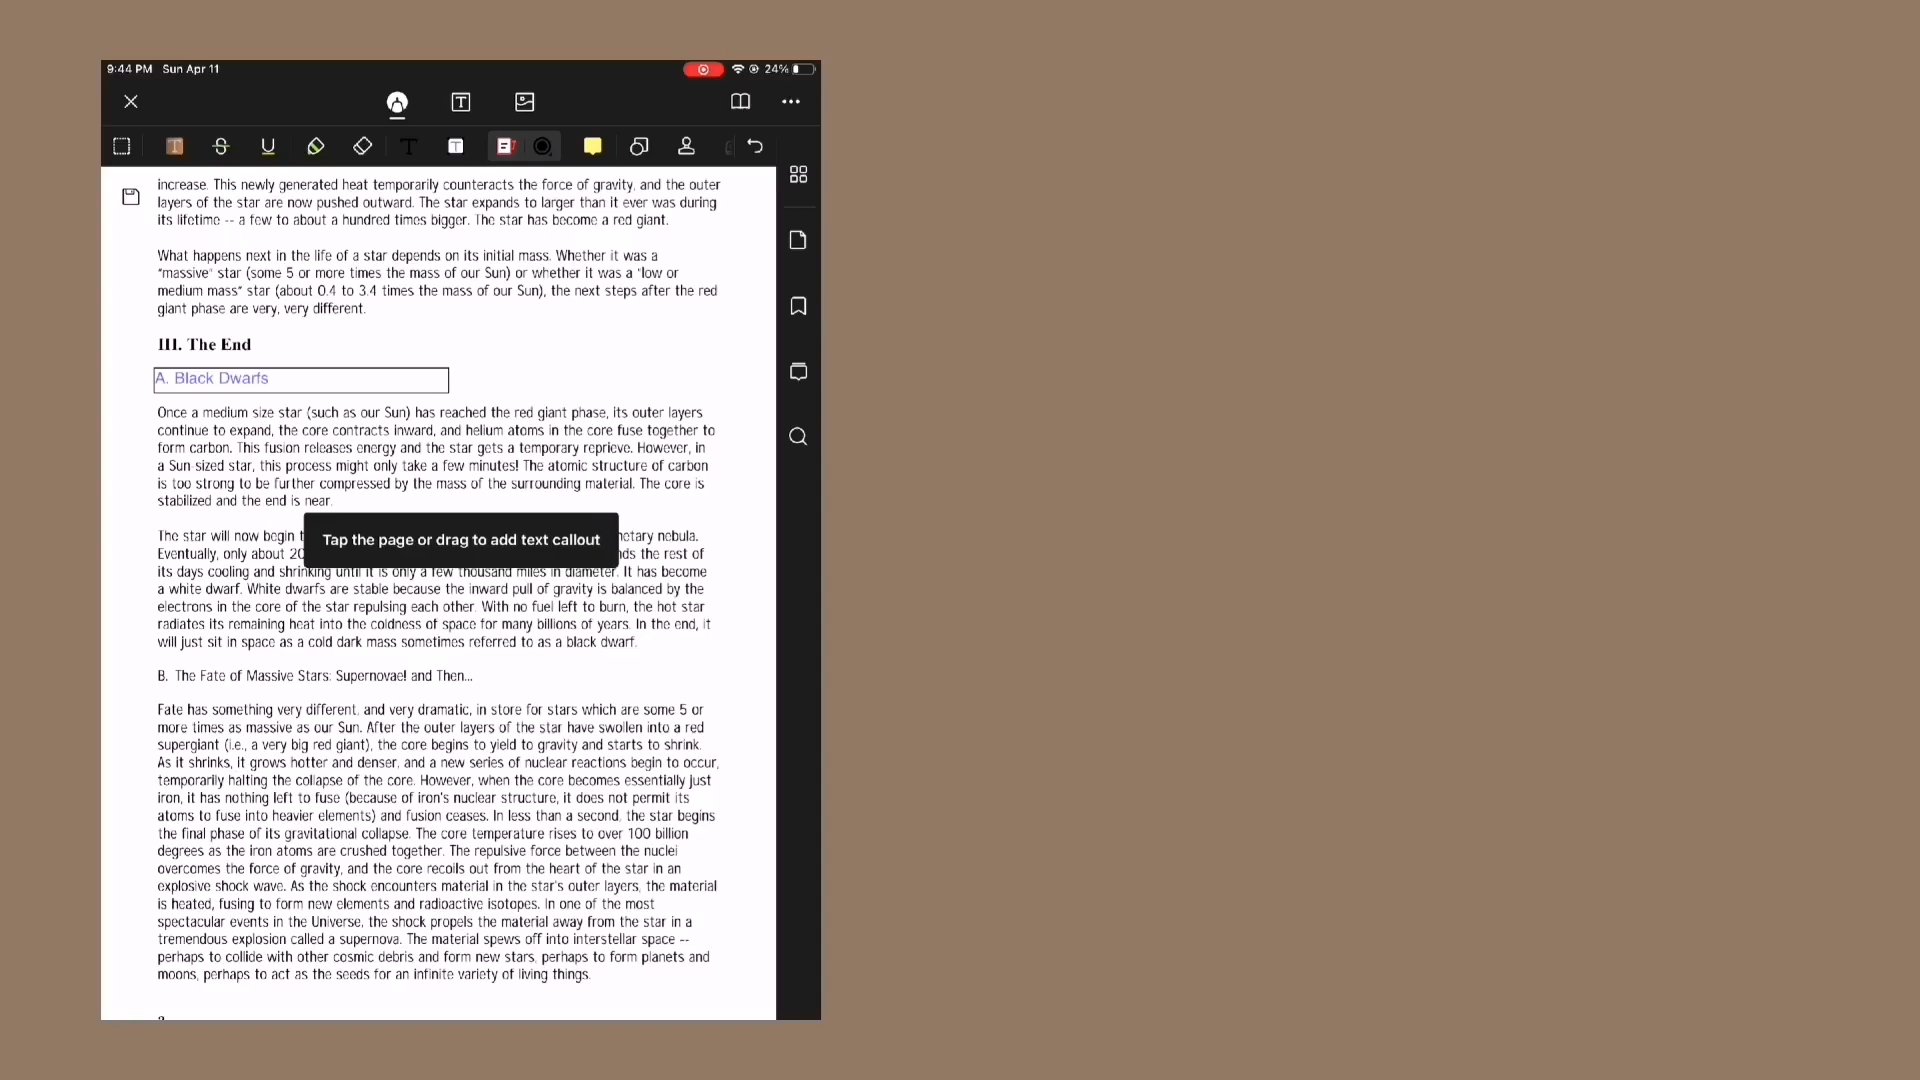 9:44 PM Sun Apr 11
24%
increase. This newly generated heat temporarily counteracts the force of gravity, and the outer
layers of the star are now pushed outward. The star expands to larger than it ever was during
its lifetime -- a few to about a hundred times bigger. The star has become a red giant.
What happens next in the life of a star depends on its initial mass. Whether it was a
"massive" star (some 5 or more times the mass of our Sun) or whether it was a "low or
medium mass" star (about 0.4 to 3.4 times the mass of our Sun), the next steps after the red
giant phase are very, very different.
III. The End
A. Black Dwarfs
Once a medium size star (such as our Sun) has reached the red giant phase, its outer layers
continue to expand, the core contracts inward, and helium atoms in the core fuse together to
form carbon. This fusion releases energy and the star gets a temporary reprieve. However, in
a Sun-sized star, this process might only take a few minutes! The atomic structure of carbon
is too strong to be further compressed by the mass of the surrounding material. The core is
stabilized and the end is near.
The star will now begin nebula.
Tap the page or drag to add text callout
Eventually, only about the rest of
its days cooling and shrinking until it is only a few thousand miles in diameter. It has become
a white dwarf. White dwarfs are stable because the inward pull of gravity is balanced by the
electrons in the core of the star repulsing each other. With no fuel left to burn, the hot star
radiates its remaining heat into the coldness of space for many billions of years. In the end, it
will just sit in space as a cold dark mass sometimes referred to as a black dwarf.
B. The Fate of Massive Stars: Supernovae! and Then...
Fate has something very different, and very dramatic, in store for stars which are some 5 or
more times as massive as our Sun. After the outer layers of the star have swollen into a red
supergiant (i.e., a very big red giant), the core begins to yield to gravity and starts to shrink.
As it shrinks, it grows hotter and denser, and a new series of nuclear reactions begin to occur,
temporarily halting the collapse of the core. However, when the core becomes essentially just
iron, it has nothing left to fuse (because of iron's nuclear structure, it does not permit its
atoms to fuse into heavier elements) and fusion ceases. In less than a second, the star begins
the final phase of its gravitational collapse. The core temperature rises to over 100 billion
degrees as the iron atoms are crushed together. The repulsive force between the nuclei
overcomes the force of gravity, and the core recoils out from the heart of the star in an
explosive shock wave. As the shock encounters material in the star's outer layers, the material
is heated, fusing to form new elements and radioactive isotopes. In one of the most
spectacular events in the Universe, the shock propels the material away from the star in a
tremendous explosion called a supernova. The material spews off into interstellar space --
perhaps to collide with other cosmic debris and form new stars, perhaps to form planets and
moons, perhaps to act as the seeds for an infinite variety of living things.